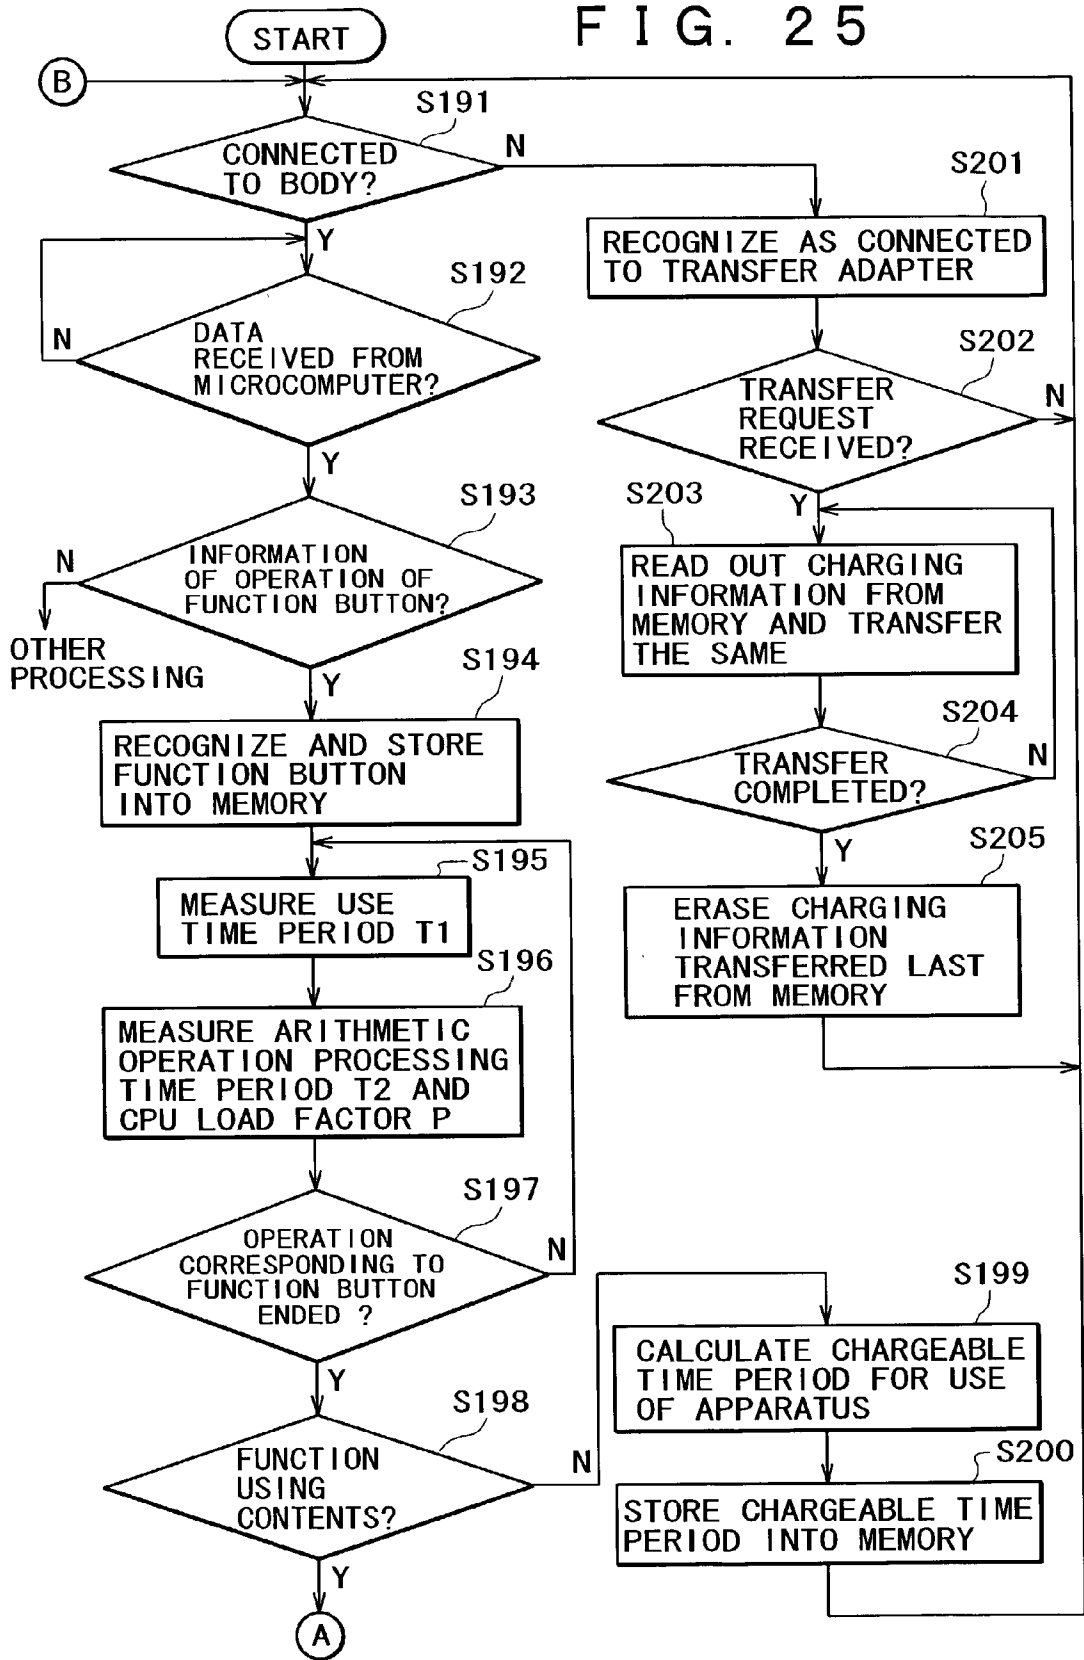 FIG. 25
START
B
S191
CONNECTED
TO BODY?
N
Y
S192
DATA
RECEIVED FROM
MICROCOMPUTER?
N
Y
S193
INFORMATION
OF OPERATION OF
FUNCTION BUTTON?
N
OTHER
PROCESSING
Y
S194
RECOGNIZE AND STORE
FUNCTION BUTTON
INTO MEMORY
S195
MEASURE USE
TIME PERIOD T1
S196
MEASURE ARITHMETIC
OPERATION PROCESSING
TIME PERIOD T2 AND
CPU LOAD FACTOR P
S197
OPERATION
CORRESPONDING TO
FUNCTION BUTTON
ENDED ?
N
Y
S198
FUNCTION
USING
CONTENTS?
N
Y
A
S201
RECOGNIZE AS CONNECTED
TO TRANSFER ADAPTER
S202
TRANSFER
REQUEST
RECEIVED?
N
Y
S203
READ OUT CHARGING
INFORMATION FROM
MEMORY AND TRANSFER
THE SAME
S204
TRANSFER
COMPLETED?
N
Y
S205
ERASE CHARGING
INFORMATION
TRANSFERRED LAST
FROM MEMORY
S199
CALCULATE CHARGEABLE
TIME PERIOD FOR USE
OF APPARATUS
S200
STORE CHARGEABLE TIME
PERIOD INTO MEMORY